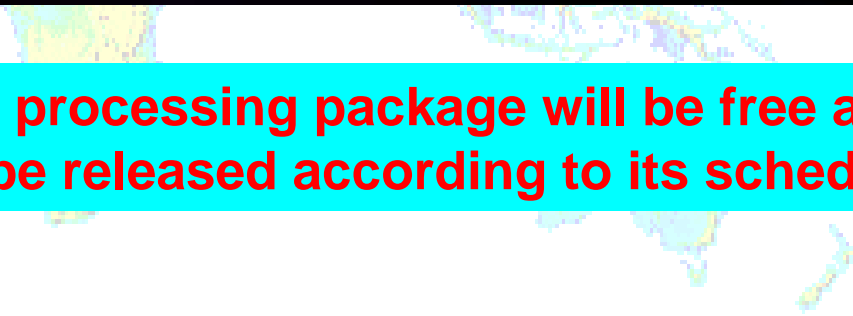 processing package will be free a
be released according to its sched